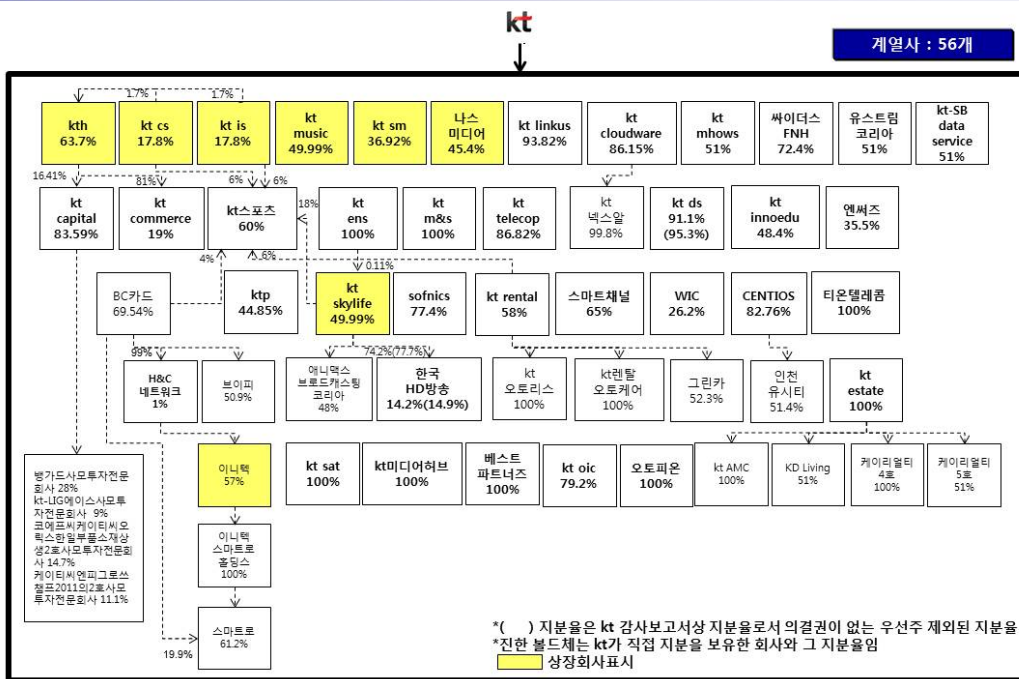 kt
계열사 : 56개
1.7%
1.7%
kth
63.7%
kt cs
17.8%
kt is
17.8%
kt
music
49.99%
kt sm
36.92%
나스
미디어
45.4%
kt linkus
93.82%
kt
cloudware
86.15%
kt
mhows
51%
싸이더스
FNH
72.4%
유스트림
코리아
51%
kt-SB
data
service
51%
16.41%
81%
6%
6%
18%
kt
capital
83.59%
kt
commerce
19%
kt스포츠
60%
kt
ens
100%
kt
m&s
100%
kt
telecop
86.82%
kt
넥스알
99.8%
kt ds
91.1%
(95.3%)
kt
innoedu
48.4%
엔써즈
35.5%
4%
6%
0.11%
BC카드
69.54%
ktp
44.85%
kt
skylife
49.99%
sofnics
77.4%
kt rental
58%
스마트채널
65%
WIC
26.2%
CENTIOS
82.76%
티온텔레콤
100%
99%
74.2%(77.7%)
H&C
네트워크
1%
브이피
50.9%
애니맥스
브로드캐스팅
코리아
48%
한국
HD방송
14.2%(14.9%)
kt
오토리스
100%
kt렌탈
오토케어
100%
그린카
52.3%
인천
유시티
51.4%
kt
estate
100%
뱅가드사모투자전문
회사 28%
kt-LIG에이스사모투
자전문회사 9%
코에프씨케이티씨오
릭스한일부품소재상
생2호사모투자전문회
사 14.7%
케이티씨엔피그로쓰
챔프2011의2호사모
투자전문회사 11.1%
이니텍
57%
kt sat
100%
kt미디어허브
100%
베스트
파트너즈
100%
kt oic
79.2%
오토피온
100%
kt AMC
100%
KD Living
51%
케이리얼티
4호
100%
케이리얼티
5호
51%
이니텍
스마트로
홀딩스
100%
스마트로
61.2%
19.9%
*( ) 지분율은 kt 감사보고서상 지분율로서 의결권이 없는 우선주 제외된 지분율
*진한 볼드체는 kt가 직접 지분을 보유한 회사와 그 지분율임
상장회사표시